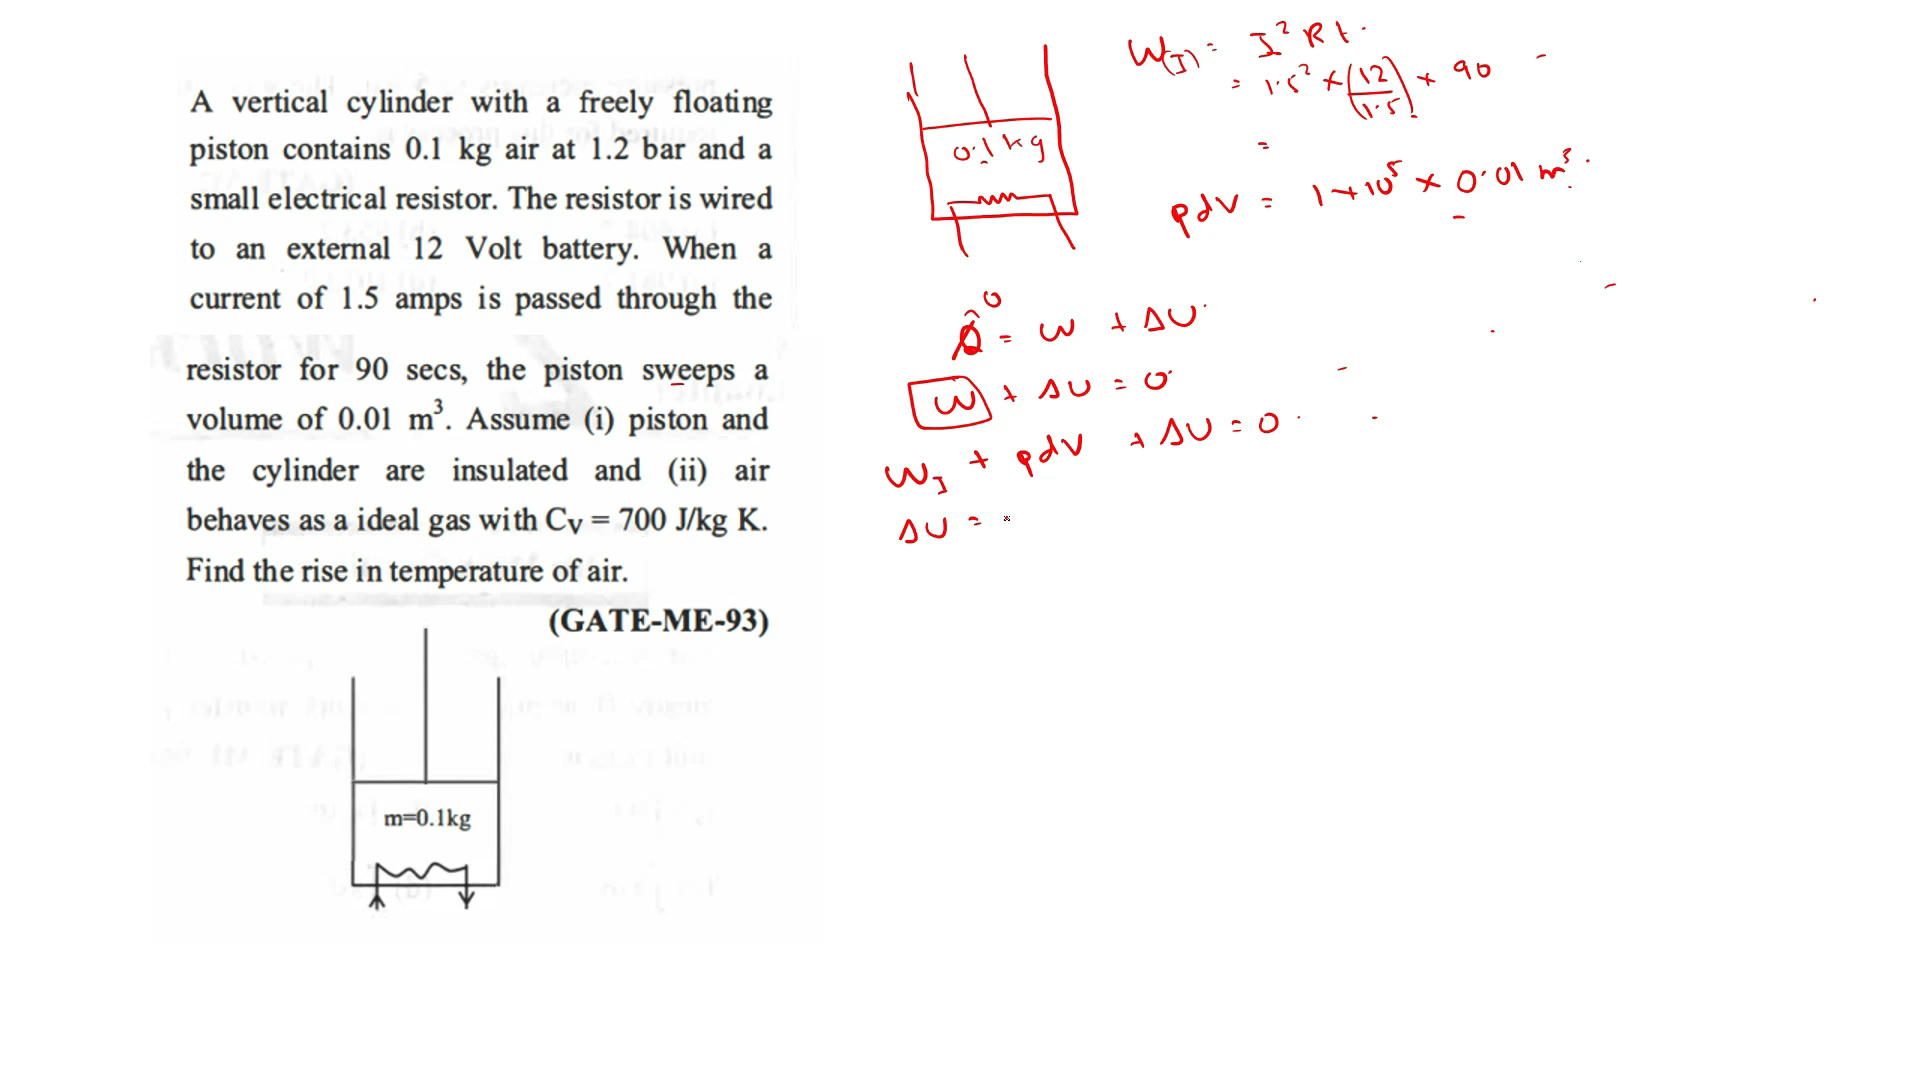 A vertical cylinder with a freely floating
piston contains 0.1 kg air at 1.2 bar and a
small electrical resistor. The resistor is wired
to an external 12 Volt battery. When a
current of 1.5 amps is passed through the
resistor for 90 secs, the piston sweeps a
volume of 0.01 m³. Assume (i) piston and
the cylinder are insulated and (ii) air
behaves as a ideal gas with Cv = 700 J/kg K.
Find the rise in temperature of air.
(GATE-ME-93)
m=0.1kg
0.1 kg
W(I) = I² R t.
= 1.5² × (12/1.5) × 90
=
pdV = 1 × 10⁵ × 0.01 m³.
Q = W + ΔU
0
W + ΔU = 0
W_I + pdV + ΔU = 0
ΔU =